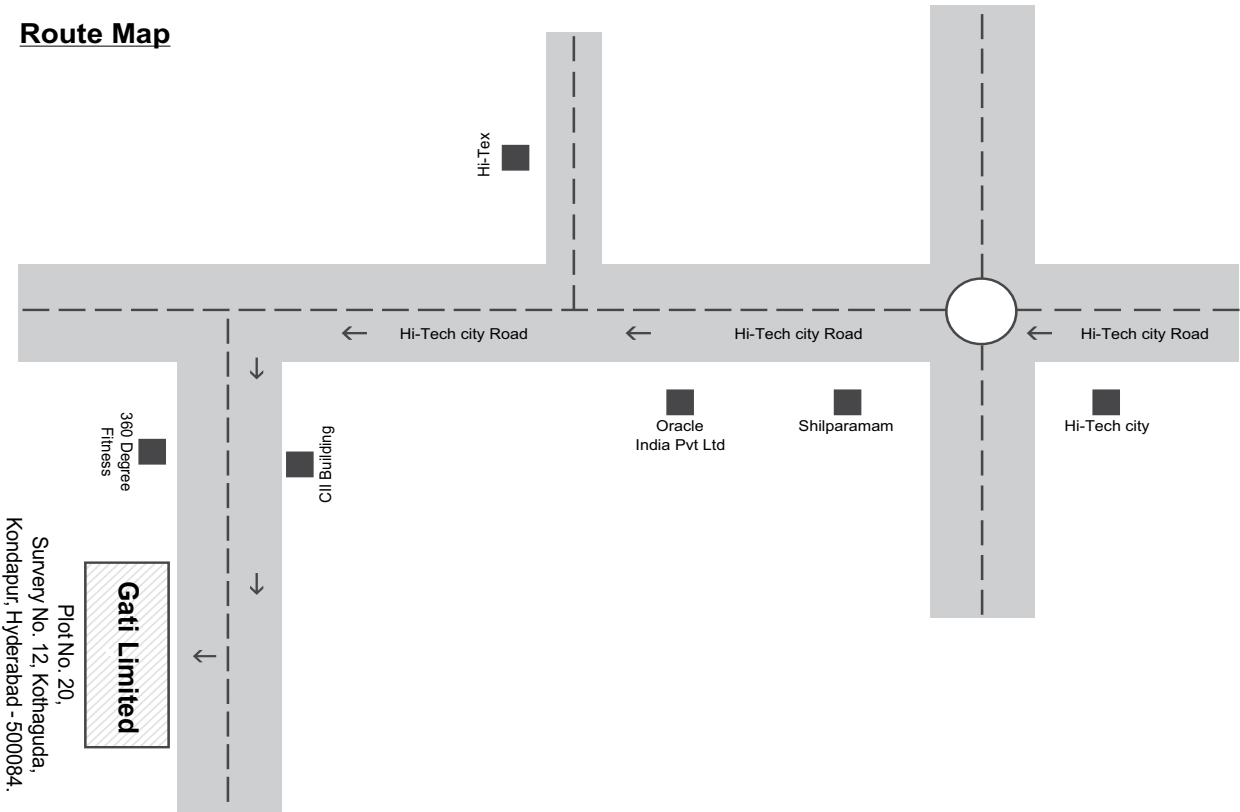 Route Map
Hi-Tex
Hi-Tech city Road
Hi-Tech city Road
Hi-Tech city Road
Oracle
India Pvt Ltd
Shilparamam
Hi-Tech city
360 Degree
Fitness
CII Building
Gati Limited
Plot No. 20,
Survery No. 12, Kothaguda,
Kondapur, Hyderabad - 500084.